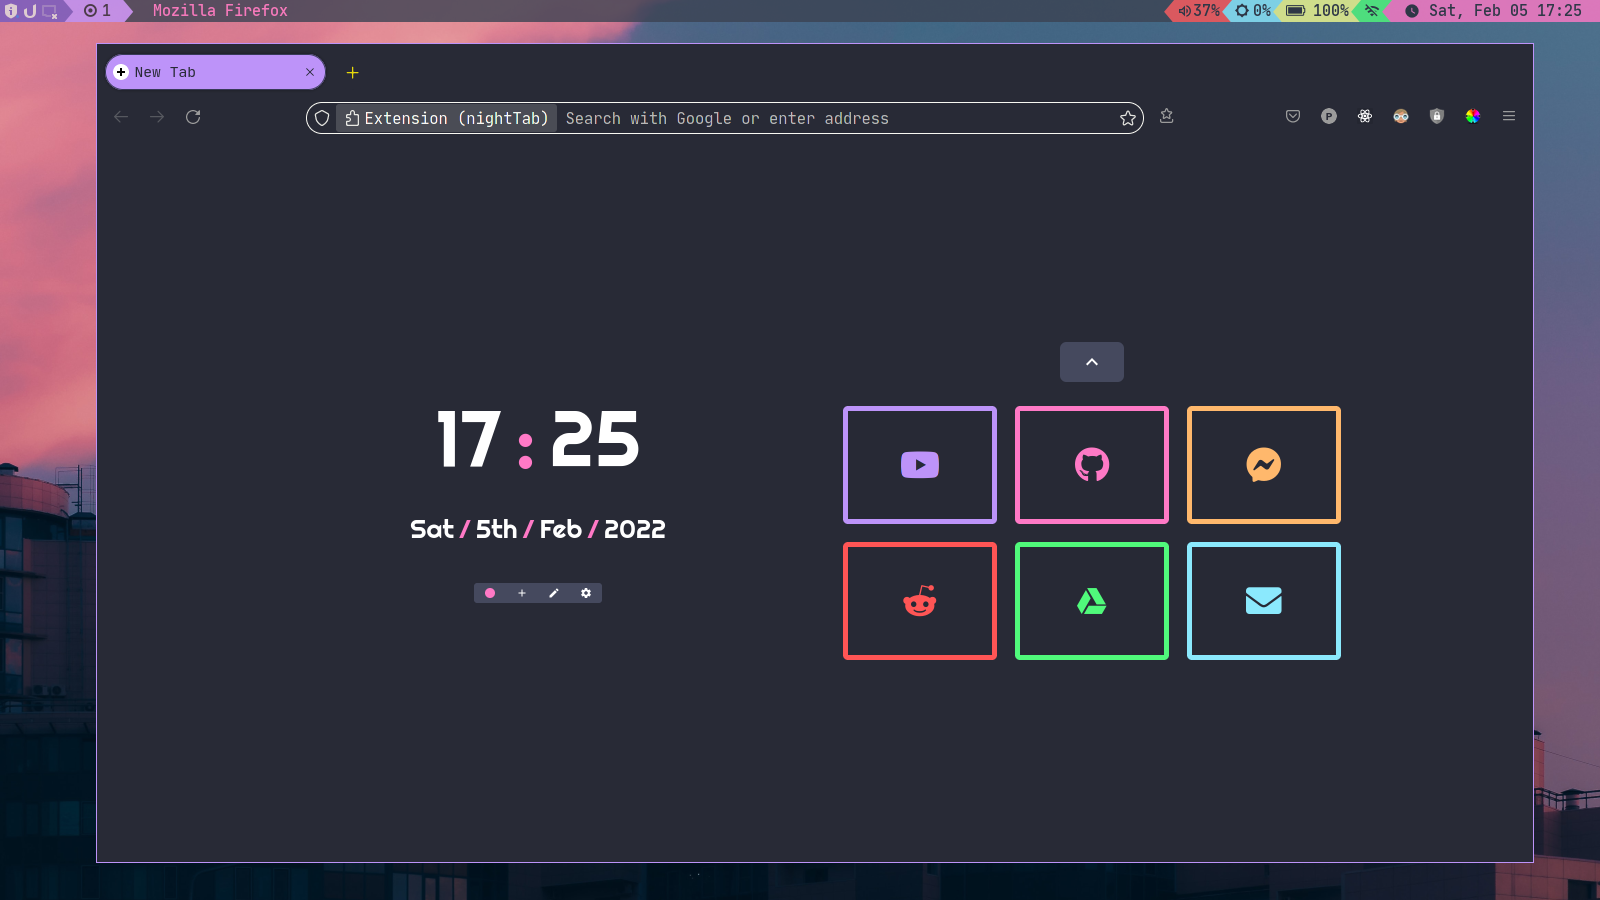 1 Mozilla Firefox 37% 0% 100% Sat, Feb 05 17:25
New Tab
Extension (nightTab) Search with Google or enter address
P
17:25
Sat / 5th / Feb / 2022